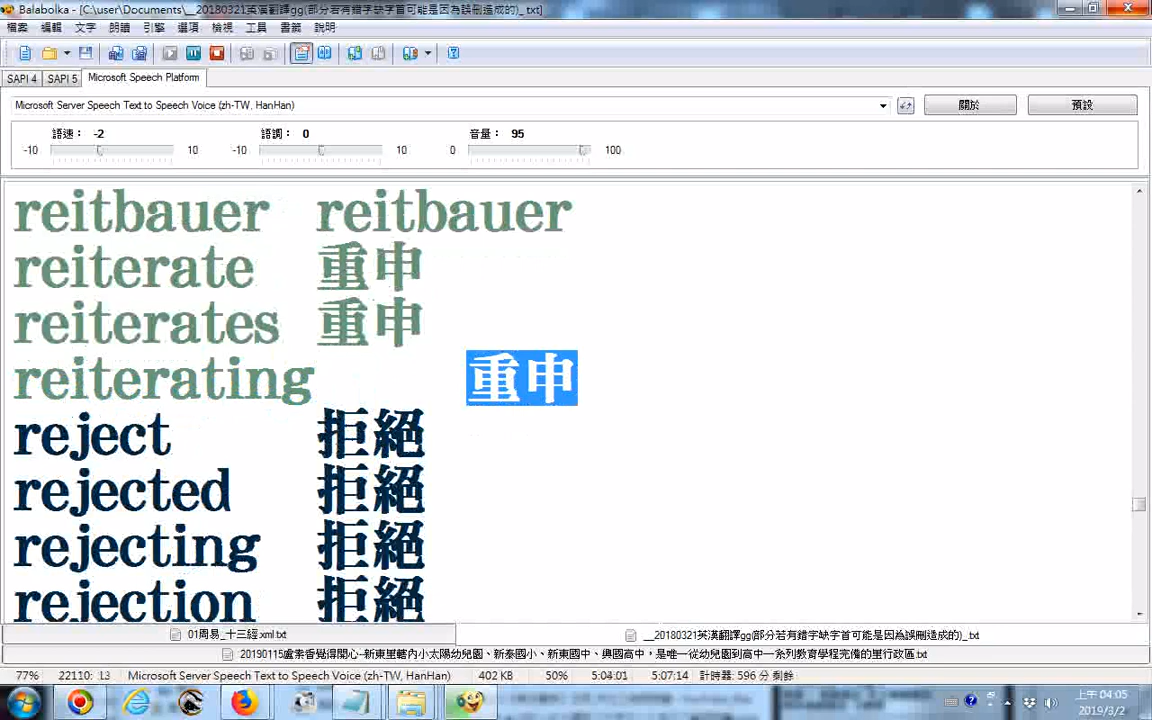 Balabolka - [C:\user\Documents\__20180321英漢翻譯gg(部分若有錯字缺字首可能是因為誤刪造成的)_.txt]
檔案 編輯 文字 朗讀 引擎 選項 檢視 工具 書籤 說明
SAPI 4 SAPI 5 Microsoft Speech Platform
Microsoft Server Speech Text to Speech Voice (zh-TW, HanHan) 關於 預設
語速： -2 語調： 0 音量： 95
-10 10 -10 10 0 100
reitbauer reitbauer
reiterate 重申
reiterates 重申
reiterating 重申
reject 拒絕
rejected 拒絕
rejecting 拒絕
rejection 拒絕
01周易_十三經.xml.txt __20180321英漢翻譯gg(部分若有錯字缺字首可能是因為誤刪造成的)_.txt
20190115盧素香覺得開心-新東里轄內小太陽幼兒園、新泰國小、新東國中、興國高中，是唯一從幼兒園到高中一系列教育學程完備的里行政區.txt
77% 22110: 13 Microsoft Server Speech Text to Speech Voice (zh-TW, HanHan) 402 KB 50% 5:04:01 5:07:14 計時器: 596 分 剩餘
上午 04:05
2019/3/2